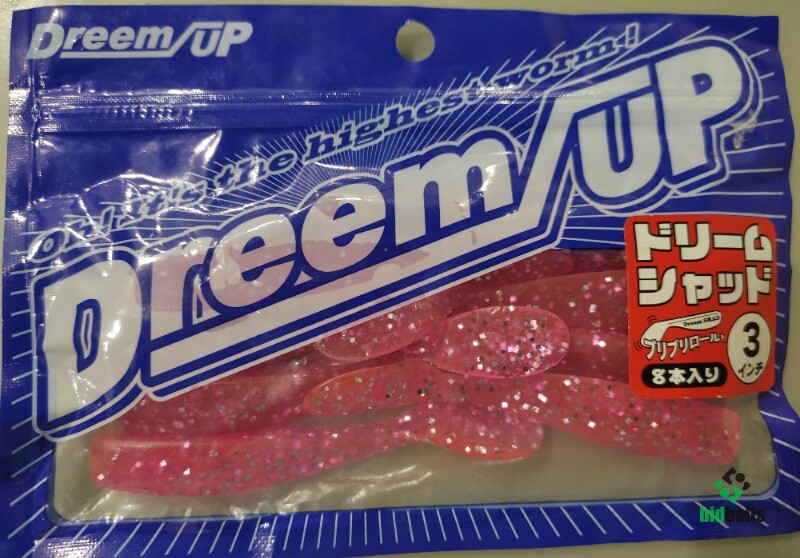 Dreem UP
Oh! it's the highest worm!
Dreem UP
ドリーム
シャッド
Dream SHAD
プリプリロール!
8本入り
3
インチ
bidbaits